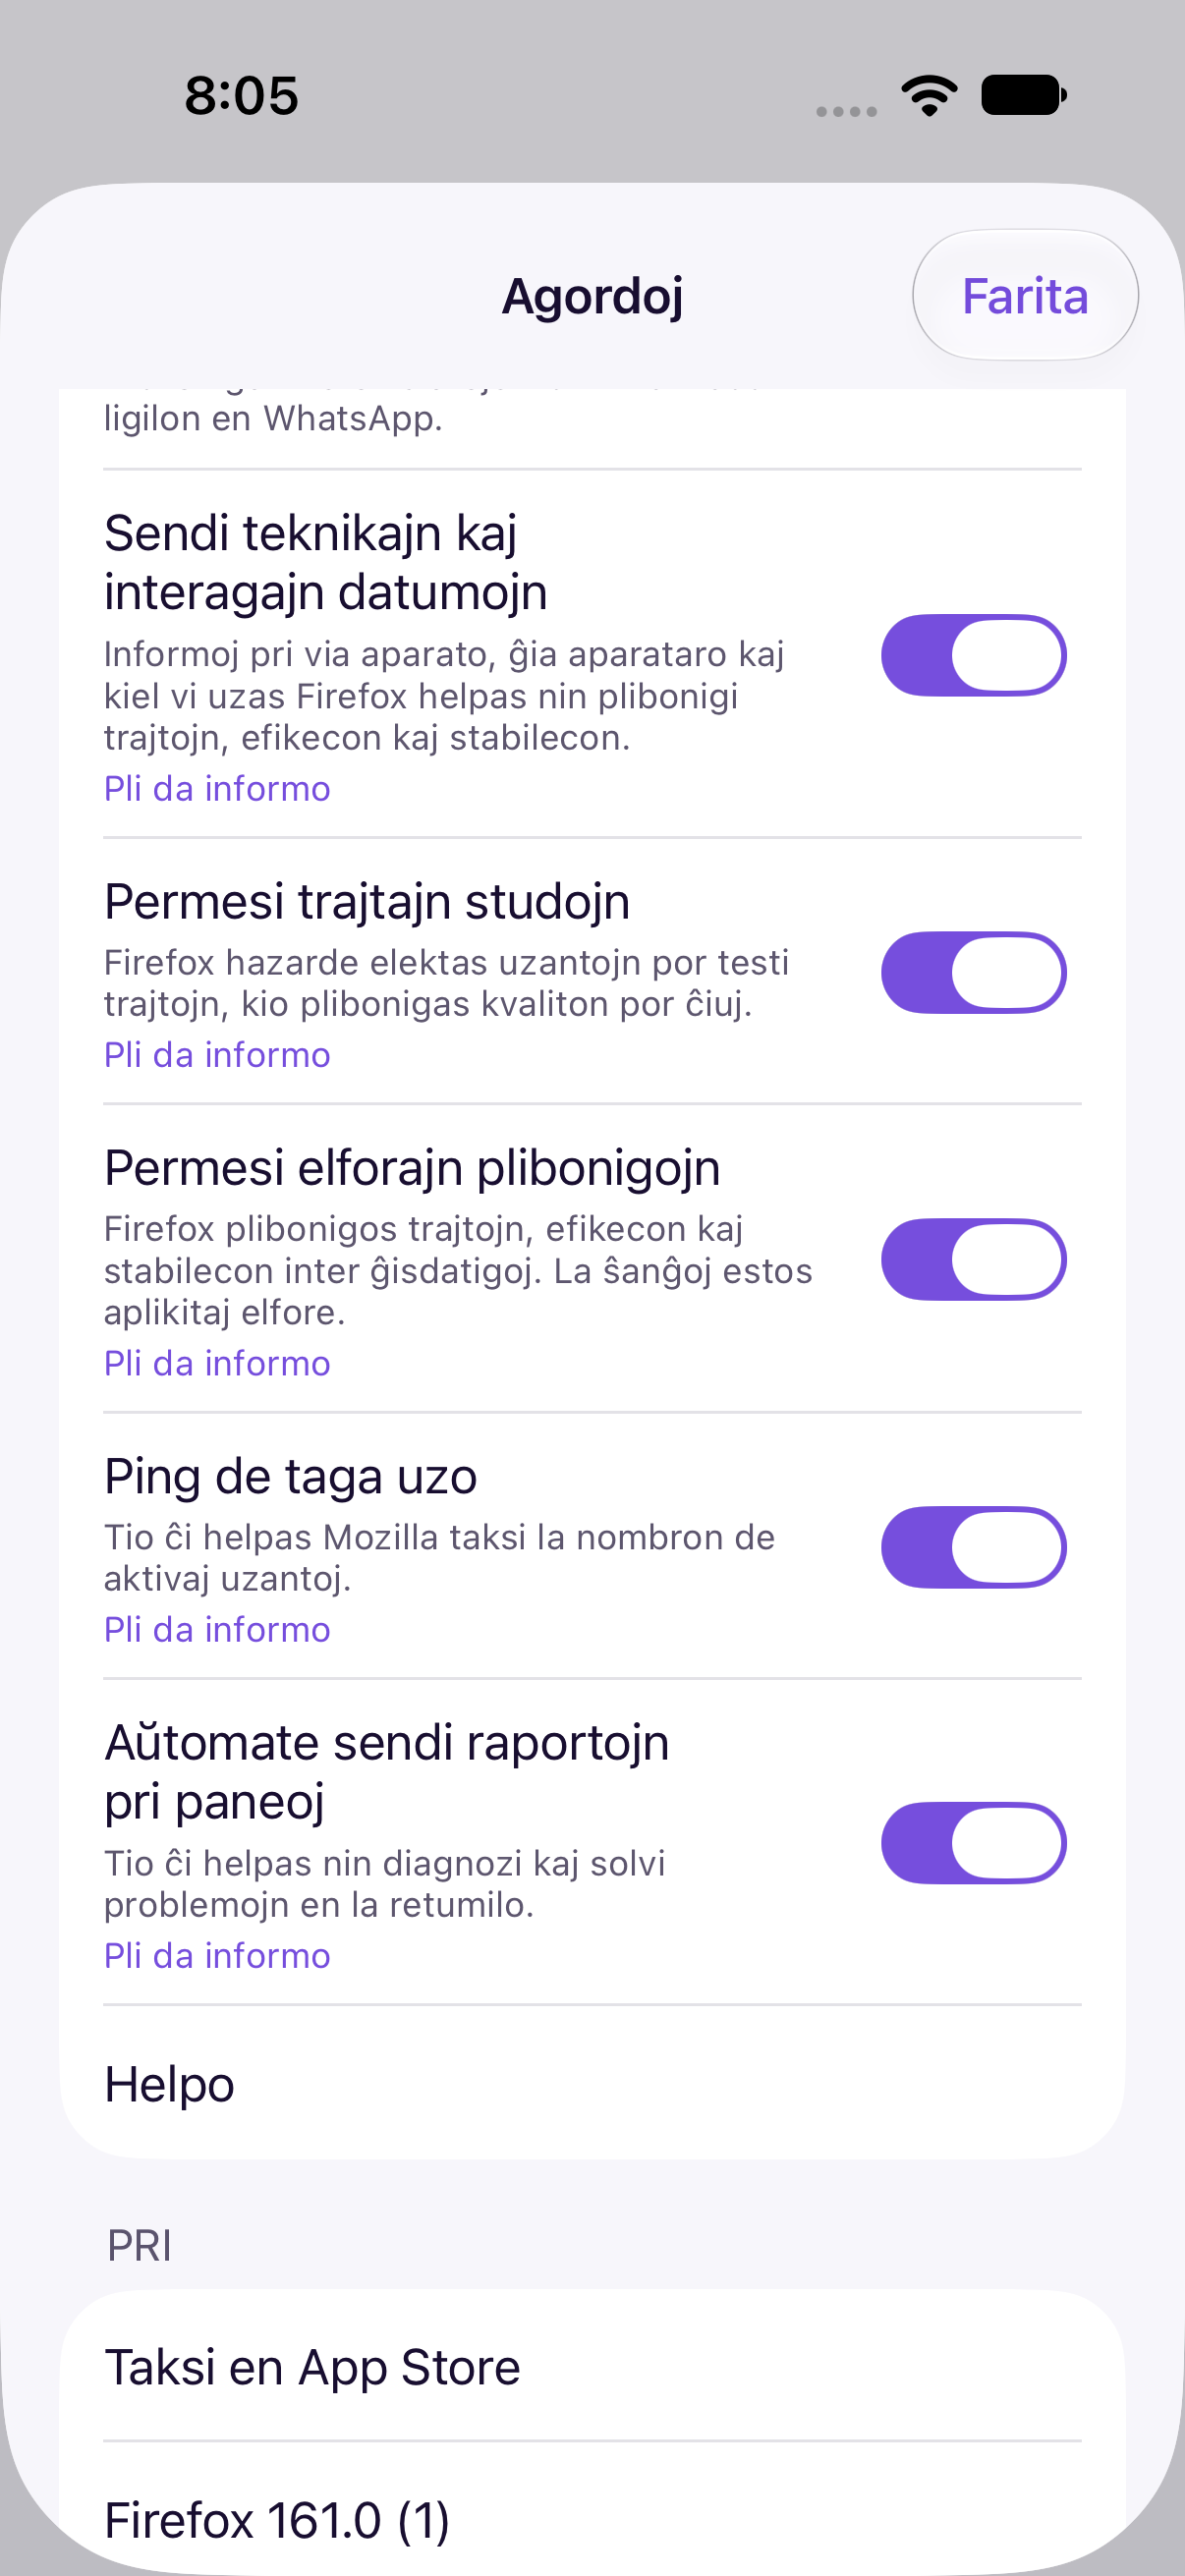 8:05
Agordoj
Farita
ligilon en WhatsApp.
Sendi teknikajn kaj
interagajn datumojn
Informoj pri via aparato, ĝia aparataro kaj
kiel vi uzas Firefox helpas nin plibonigi
trajtojn, efikecon kaj stabilecon.
Pli da informo
Permesi trajtajn studojn
Firefox hazarde elektas uzantojn por testi
trajtojn, kio plibonigas kvaliton por ĉiuj.
Pli da informo
Permesi elforajn plibonigojn
Firefox plibonigos trajtojn, efikecon kaj
stabilecon inter ĝisdatigoj. La ŝanĝoj estos
aplikitaj elfore.
Pli da informo
Ping de taga uzo
Tio ĉi helpas Mozilla taksi la nombron de
aktivaj uzantoj.
Pli da informo
Aŭtomate sendi raportojn
pri paneoj
Tio ĉi helpas nin diagnozi kaj solvi
problemojn en la retumilo.
Pli da informo
Helpo
PRI
Taksi en App Store
Firefox 161.0 (1)